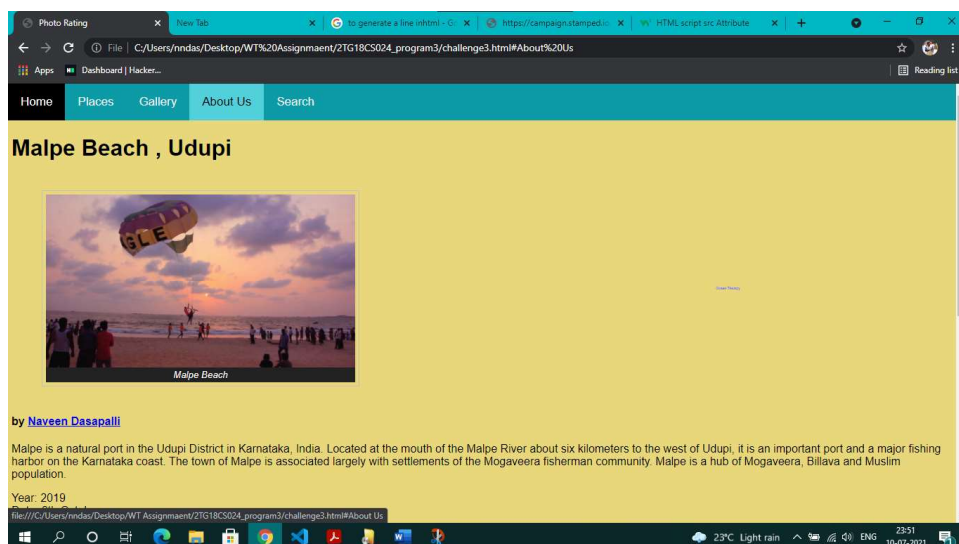 Photo Rating
New Tab
to generate a line inhtml - G
https://campaign.stamped.io
HTML script src Attribute
File
C:/Users/nndas/Desktop/WT%20Assignmaent/2TG18CS024_program3/challenge3.html#About%20Us
Apps
Dashboard | Hacker...
Reading list
Home
Places
Gallery
About Us
Search
Malpe Beach , Udupi
GLE
Malpe Beach
by Naveen Dasapalli
Malpe is a natural port in the Udupi District in Karnataka, India. Located at the mouth of the Malpe River about six kilometers to the west of Udupi, it is an important port and a major fishing
harbor on the Karnataka coast. The town of Malpe is associated largely with settlements of the Mogaveera fisherman community. Malpe is a hub of Mogaveera, Billava and Muslim
population.
Year: 2019
file:///C:/Users/nndas/Desktop/WT Assignmaent/2TG18CS024_program3/challenge3.html#About Us
23°C Light rain
ENG
23:51
10-07-2021